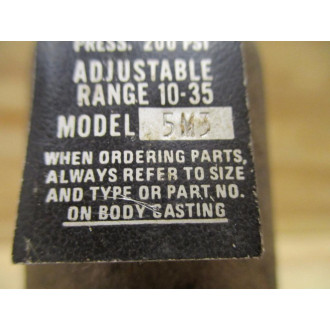 PRESS. 200 PSI
ADJUSTABLE
RANGE 10-35
MODEL 5M3
WHEN ORDERING PARTS,
ALWAYS REFER TO SIZE
AND TYPE OR PART NO.
ON BODY CASTING